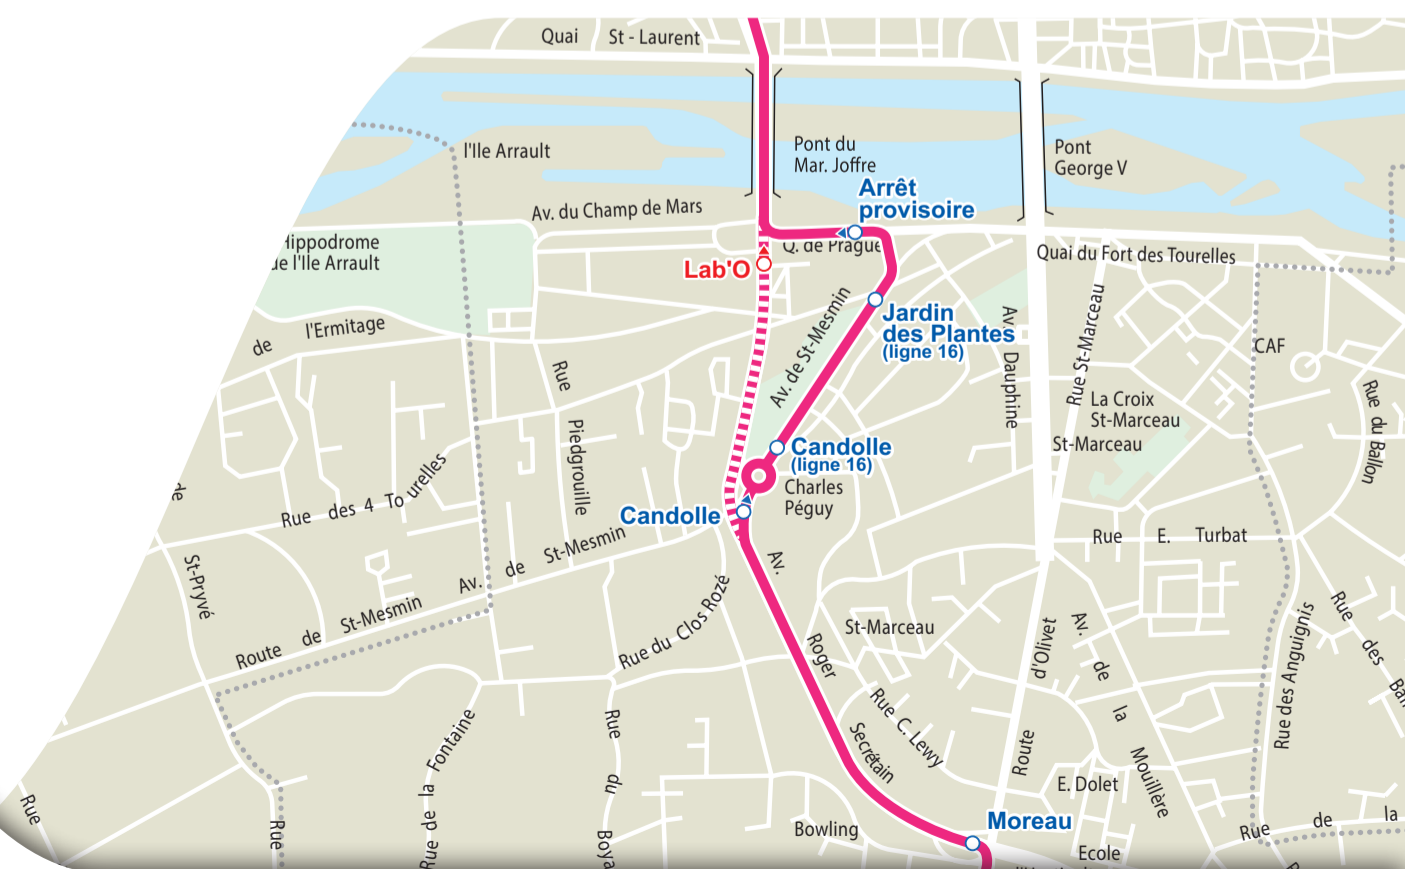 Quai St - Laurent
l'Ile Arrault
Pont du
Mar. Joffre
Pont
George V
Arrêt
provisoire
Av. du Champ de Mars
Q. de Prague
Hippodrome
de l'Ile Arrault
Quai du Fort des Tourelles
Lab'O
de l'Ermitage
Jardin
des Plantes
(ligne 16)
Av. de St-Mesmin
Av. Dauphine
Rue St-Marceau
CAF
La Croix
St-Marceau
St-Marceau
Rue du Ballon
Rue Piedgrouille
Candolle
(ligne 16)
Charles
Péguy
Candolle
Rue des 4 Tourelles
de
St-Pryvé
Av. de St-Mesmin
Route de St-Mesmin
Rue E. Turbat
Rue du Clos Rozé
Av. Roger Secrétain
St-Marceau
Rue C. Lewy
Route d'Olivet
Av. de la Mouillère
Rue des Anguignis
Rue des
Rue de la Fontaine
Rue du
E. Dolet
Moreau
Bowling
Ecole
Rue de la
Rue
Rue